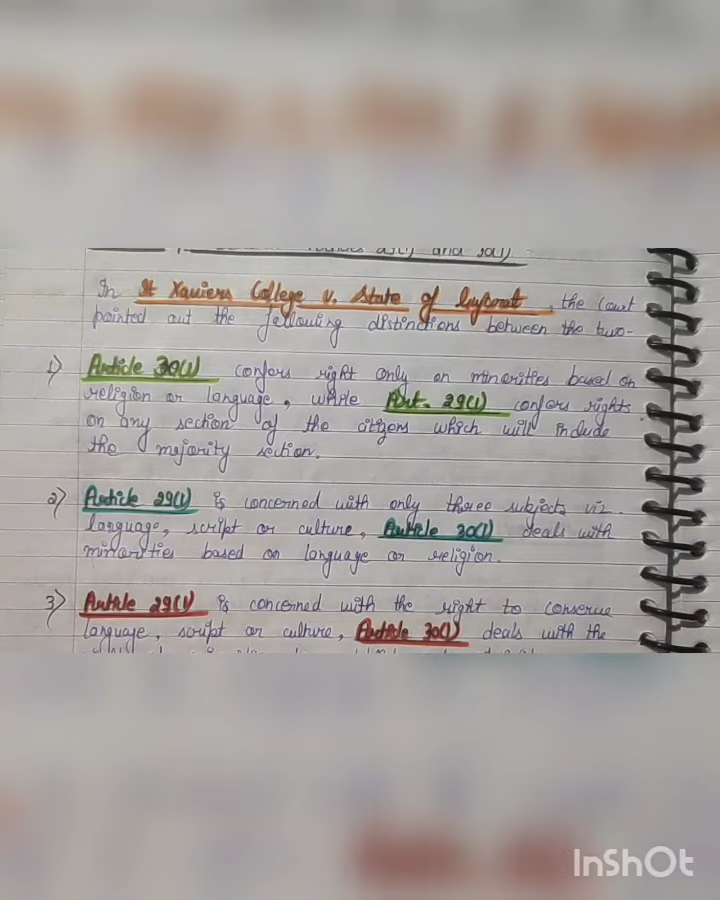 29(1) and 30(1)
In St Xaviers College v. State of Gujarat, the Court
pointed out the following distinctions between the two-
1) Article 30(1) confers right only on minorities based on
religion or language, while Art. 29(1) confers rights
on any section of the citizens which will include
the majority section.
2) Article 29(1) is concerned with only three subjects viz.
language, script or culture, Article 30(1) deals with
minorities based on language or religion.
3) Article 29(1) is concerned with the right to conserve
language, script or culture, Article 30(1) deals with the
InShOt